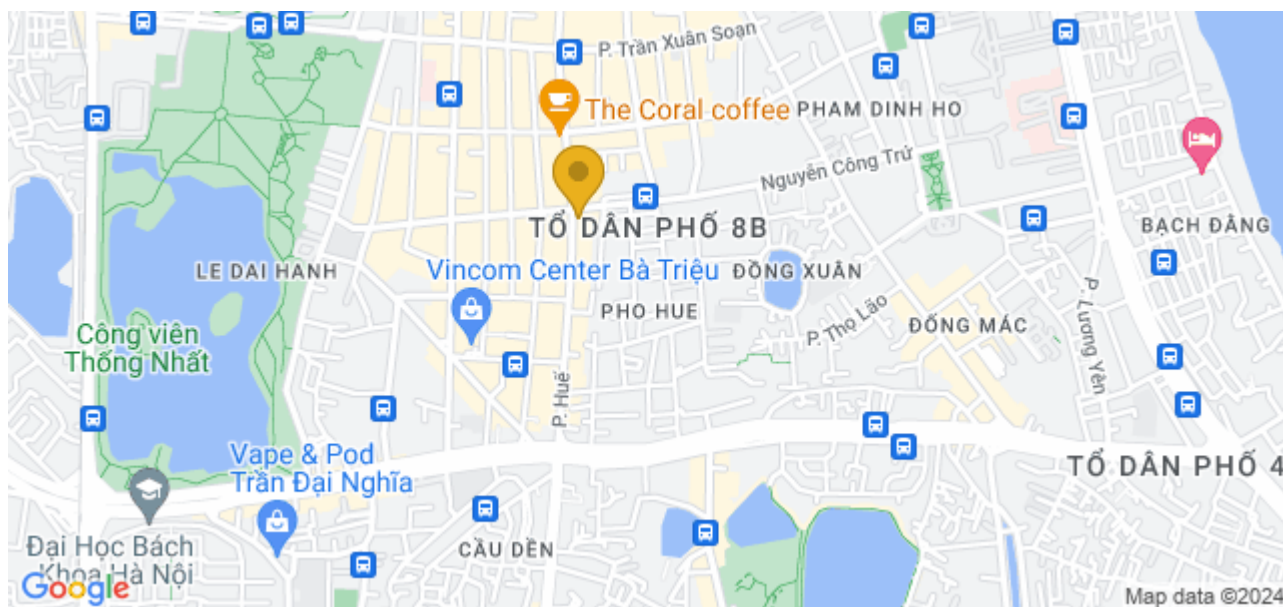 P. Trần Xuân Soạn
The Coral coffee
PHAM DINH HO
Nguyễn Công Trứ
TỔ DÂN PHỐ 8B
BẠCH ĐẰNG
LE DAI HANH
Vincom Center Bà Triệu
ĐỒNG XUÂN
PHO HUE
P. Thọ Lão
ĐỐNG MÁC
P. Lương Yên
Công viên
Thống Nhất
P. Huế
Vape & Pod
Trần Đại Nghĩa
TỔ DÂN PHỐ 4
CẦU DỀN
Đại Học Bách
Khoa Hà Nội
Google
Map data ©2024